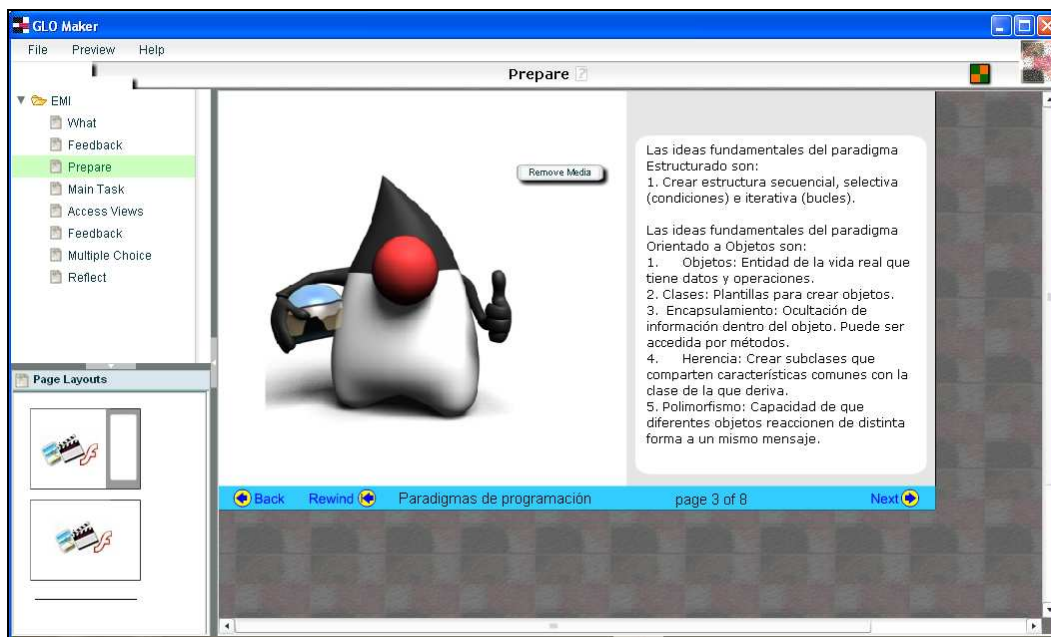 GLO Maker
File Preview Help
Prepare
EMI
What
Feedback
Prepare
Main Task
Access Views
Feedback
Multiple Choice
Reflect
Page Layouts
Remove Media
Las ideas fundamentales del paradigma
Estructurado son:
1. Crear estructura secuencial, selectiva
(condiciones) e iterativa (bucles).
Las ideas fundamentales del paradigma
Orientado a Objetos son:
1. Objetos: Entidad de la vida real que
tiene datos y operaciones.
2. Clases: Plantillas para crear objetos.
3. Encapsulamiento: Ocultación de
información dentro del objeto. Puede ser
accedida por métodos.
4. Herencia: Crear subclases que
comparten características comunes con la
clase de la que deriva.
5. Polimorfismo: Capacidad de que
diferentes objetos reaccionen de distinta
forma a un mismo mensaje.
Back Rewind Paradigmas de programación page 3 of 8 Next